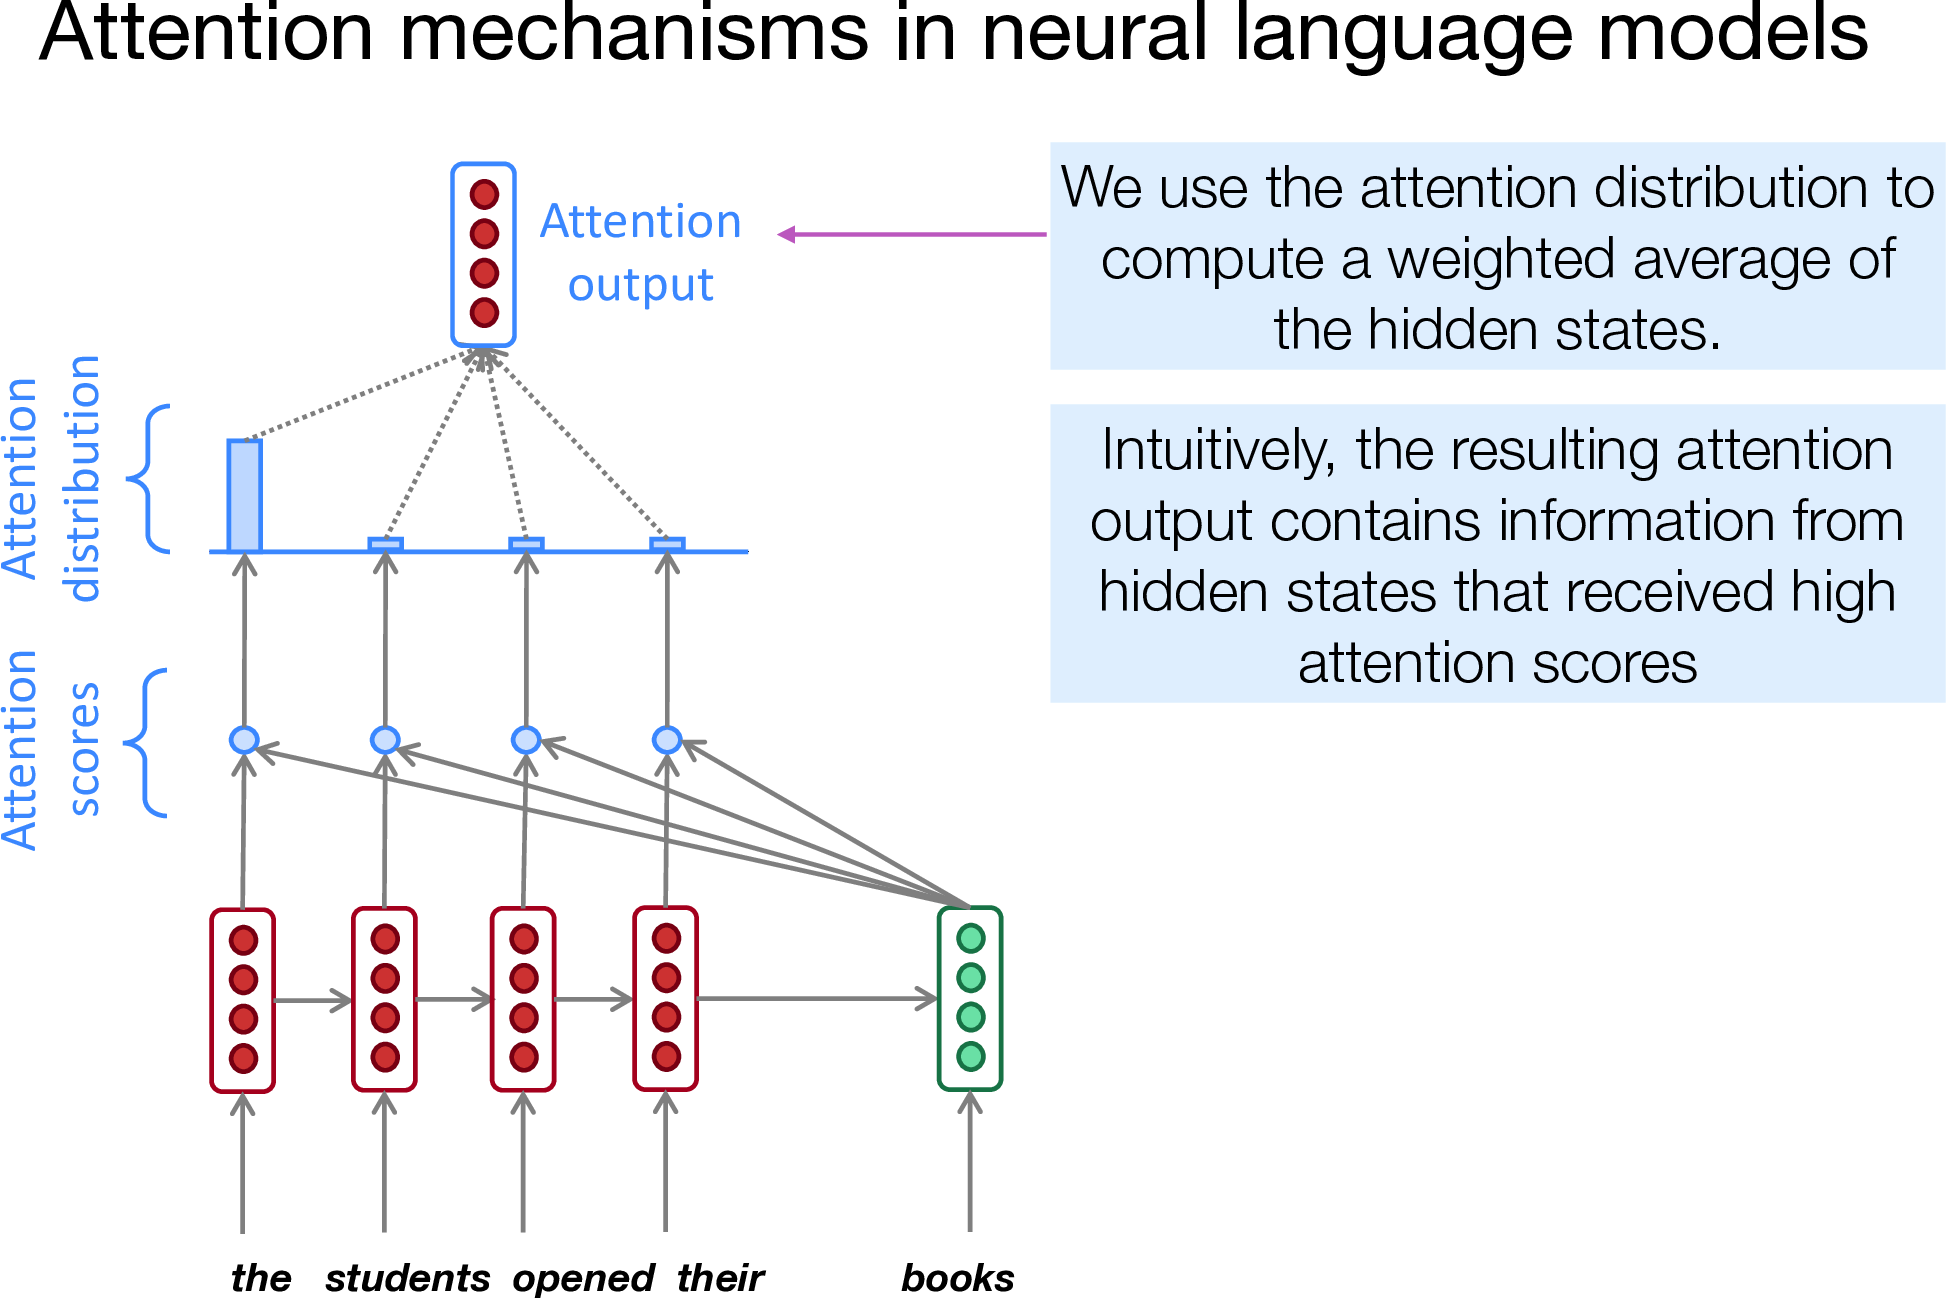 Attention mechanisms in neural language models
Attention
output
We use the attention distribution to
compute a weighted average of
the hidden states.
Intuitively, the resulting attention
output contains information from
hidden states that received high
attention scores
Attention
distribution
Attention
scores
the students opened their books